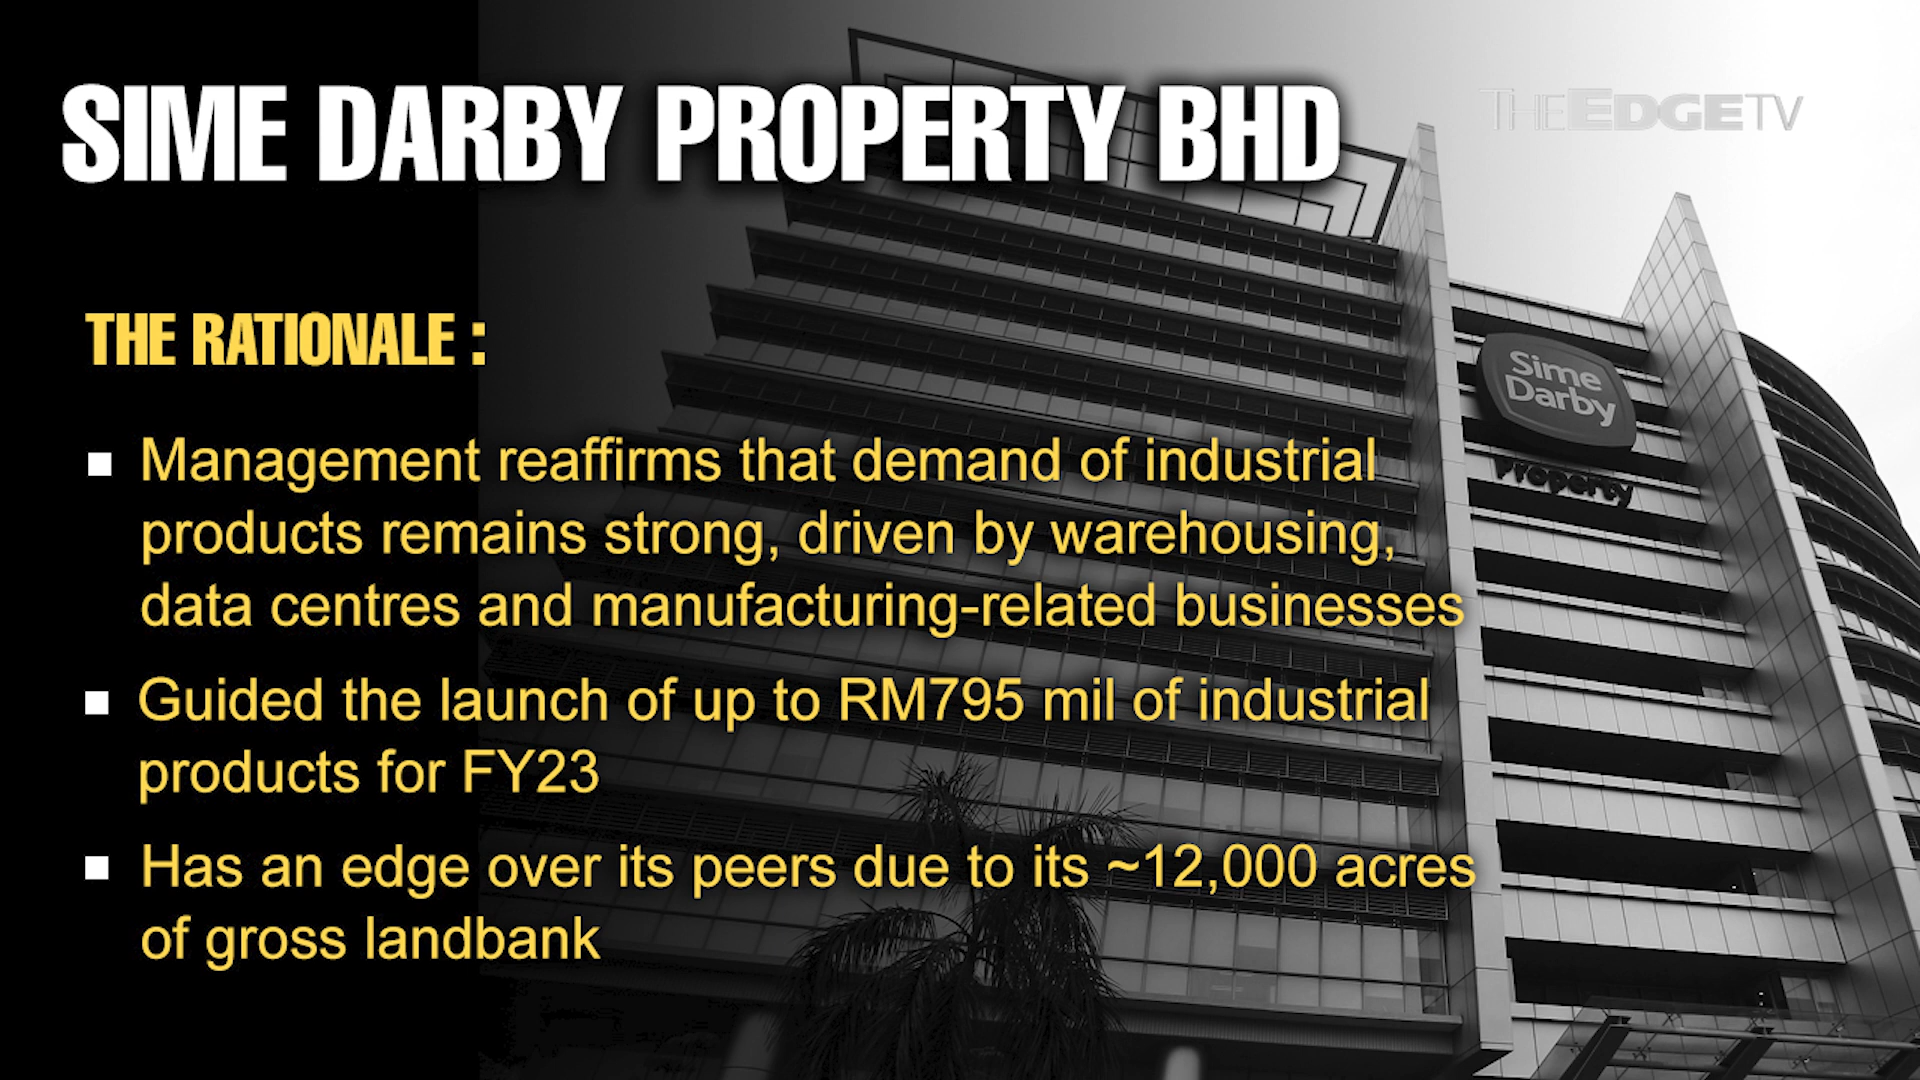 SIME DARBY PROPERTY BHD
THEEDGETV
THE RATIONALE :
Sime
Darby
Property
▪ Management reaffirms that demand of industrial
products remains strong, driven by warehousing,
data centres and manufacturing-related businesses
▪ Guided the launch of up to RM795 mil of industrial
products for FY23
▪ Has an edge over its peers due to its ~12,000 acres
of gross landbank